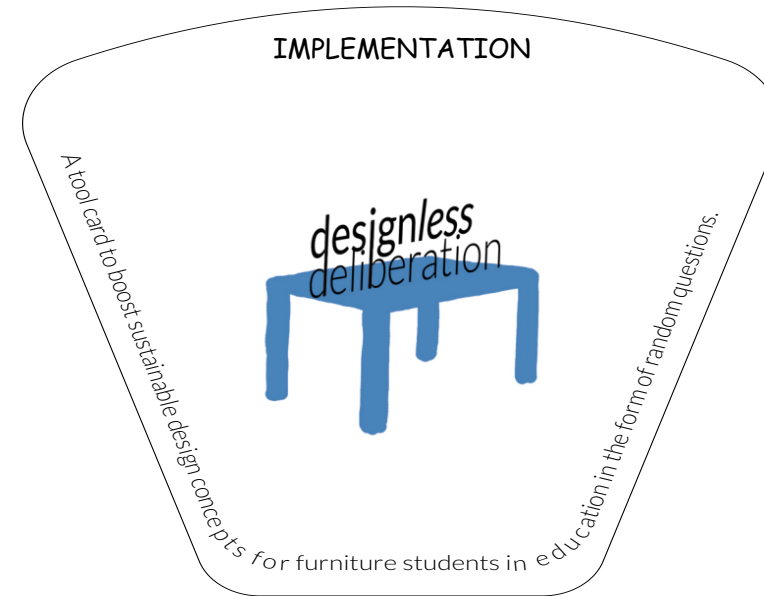 IMPLEMENTATION
designless
deliberation
A tool card to boost sustainable design concepts for furniture students in education in the form of random questions.